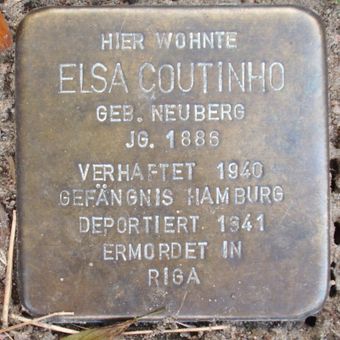 HIER WOHNTE
ELSA COUTINHO
GEB. NEUBERG
JG. 1886
VERHAFTET 1940
GEFÄNGNIS HAMBURG
DEPORTIERT 1941
ERMORDET IN
RIGA